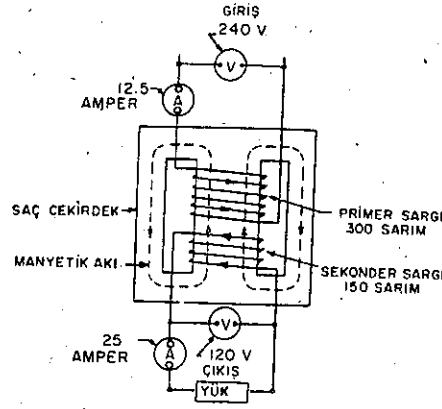 GİRİŞ
240 V.
V
12.5
AMPER
A
SAÇ ÇEKİRDEK
PRİMER SARGI
300 SARIM
MANYETİK AKI
SEKONDER SARGI
150 SARIM
25
AMPER
A
V
120 V
ÇIKIŞ
YÜK